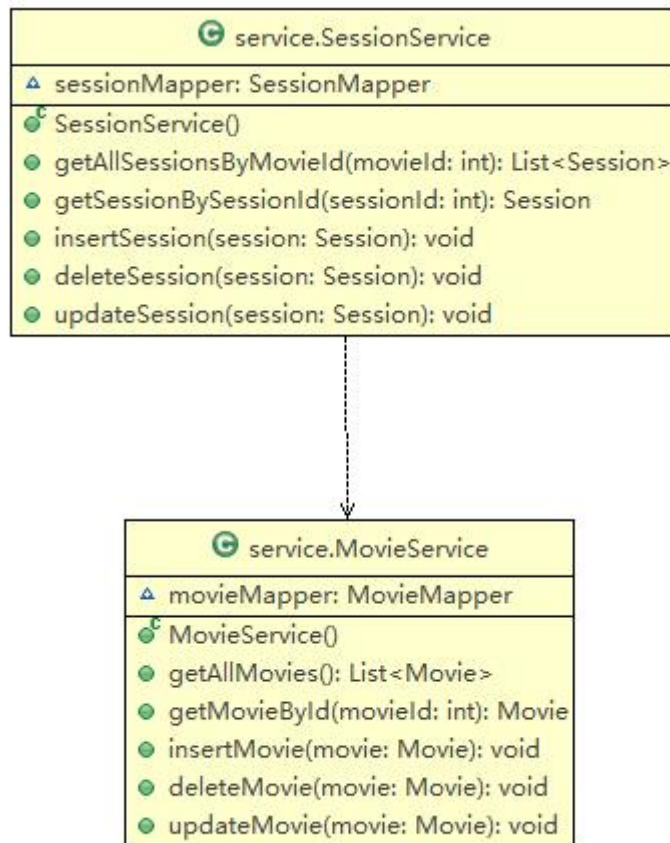 service.SessionService
sessionMapper: SessionMapper
SessionService()
getAllSessionsByMovieId(movieId: int): List<Session>
getSessionBySessionId(sessionId: int): Session
insertSession(session: Session): void
deleteSession(session: Session): void
updateSession(session: Session): void
service.MovieService
movieMapper: MovieMapper
MovieService()
getAllMovies(): List<Movie>
getMovieById(movieId: int): Movie
insertMovie(movie: Movie): void
deleteMovie(movie: Movie): void
updateMovie(movie: Movie): void